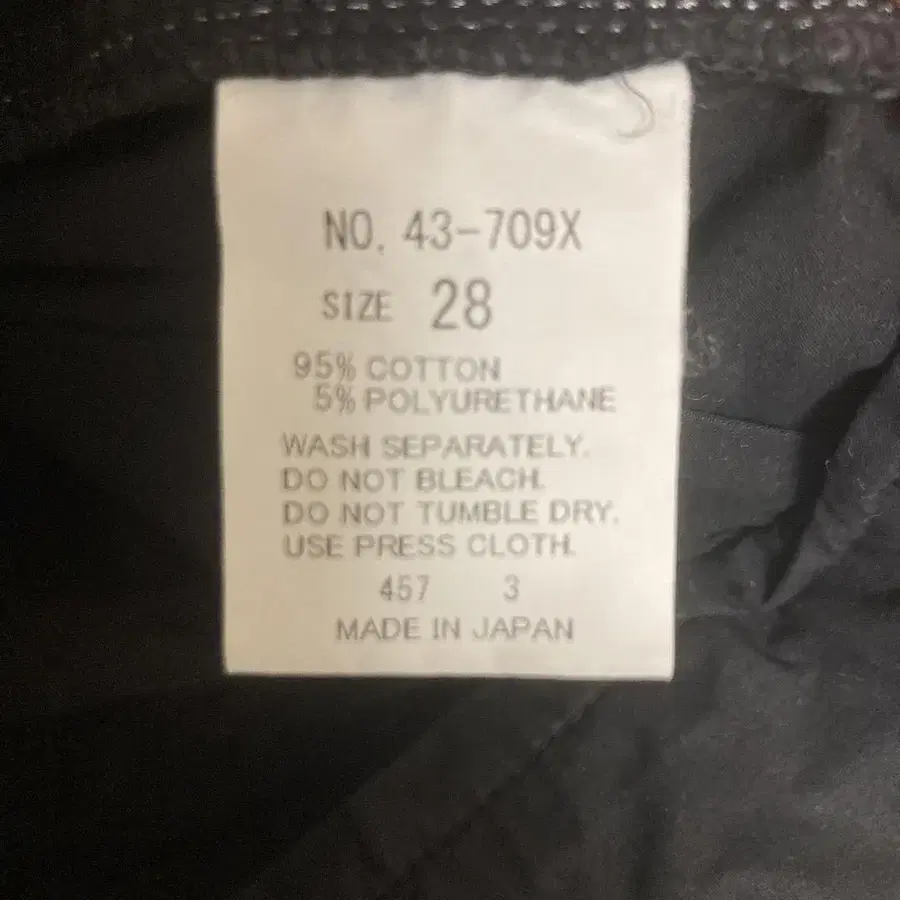 NO. 43-709X
SIZE 28
95% COTTON
5% POLYURETHANE
WASH SEPARATELY.
DO NOT BLEACH.
DO NOT TUMBLE DRY.
USE PRESS CLOTH.
457 3
MADE IN JAPAN